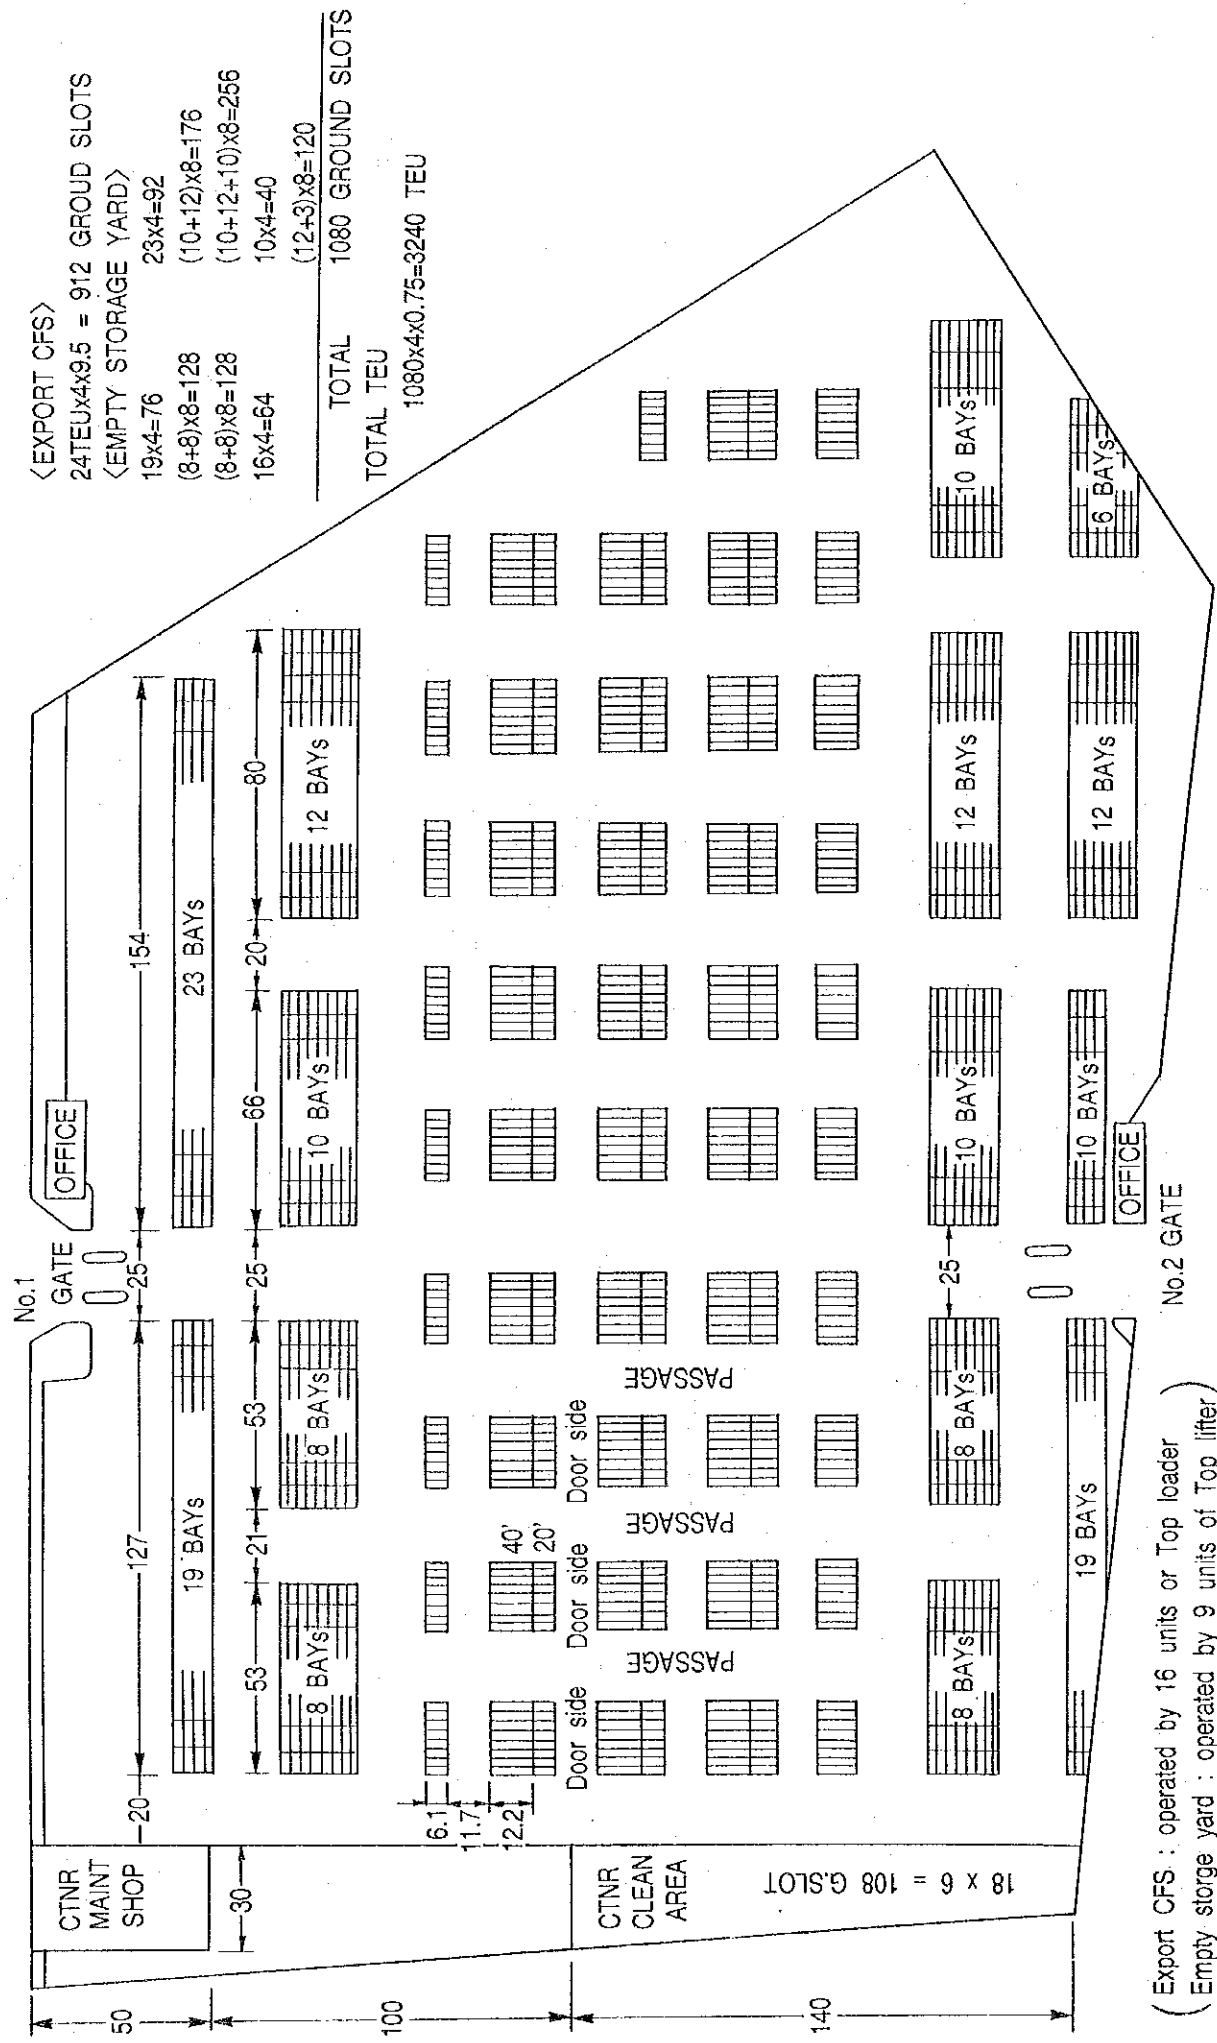 <EXPORT CFS>
24TEUx4x9.5 = 912 GROUD SLOTS
<EMPTY STORAGE YARD>
19x4=76 23x4=92
(8+8)x8=128 (10+12)x8=176
(8+8)x8=128 (10+12+10)x8=256
16x4=64 10x4=40
(12+3)x8=120
TOTAL 1080 GROUND SLOTS
TOTAL TEU
1080x4x0.75=3240 TEU
No.1
GATE
OFFICE
20 127 25 154
19 BAYs 23 BAYs
53 21 53 25 66 20 80
8 BAYs 8 BAYs 10 BAYs 12 BAYs
50
100
140
CTNR
MAINT
SHOP
30
6.1
11.7
12.2
40'
20'
Door side Door side Door side
PASSAGE PASSAGE PASSAGE
CTNR
CLEAN
AREA
18 x 6 = 108 G.SLOT
25
8 BAYs 8 BAYs 10 BAYs 12 BAYs 10 BAYs
19 BAYs 10 BAYs 12 BAYs 6 BAYs
OFFICE
No.2 GATE
(Export CFS : operated by 16 units or Top loader
Empty storge yard : operated by 9 units of Top lifter)